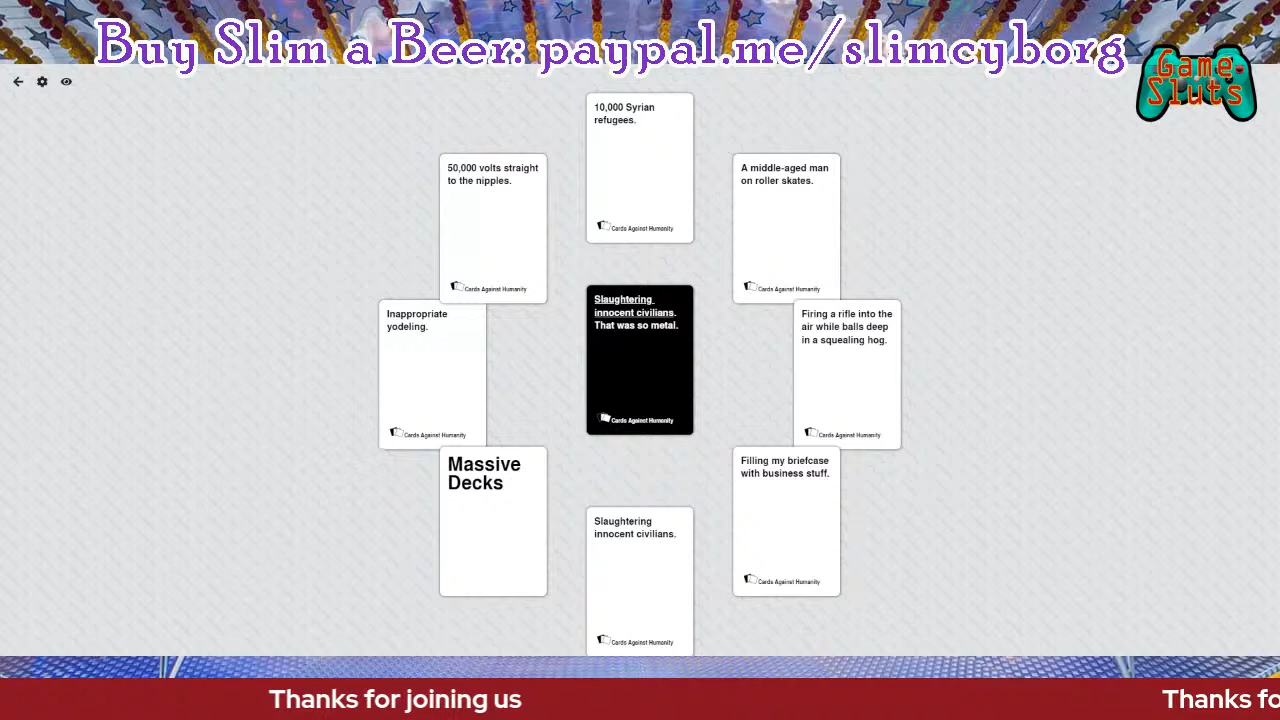 Buy Slim a Beer: paypal.me/slimcyborg
Game
Sluts
10,000 Syrian
refugees.
Cards Against Humanity
50,000 volts straight
to the nipples.
Cards Against Humanity
A middle-aged man
on roller skates.
Cards Against Humanity
Inappropriate
yodeling.
Cards Against Humanity
Slaughtering
innocent civilians.
That was so metal.
Cards Against Humanity
Firing a rifle into the
air while balls deep
in a squealing hog.
Cards Against Humanity
Massive
Decks
Slaughtering
innocent civilians.
Cards Against Humanity
Filling my briefcase
with business stuff.
Cards Against Humanity
Thanks for joining us
Thanks fo